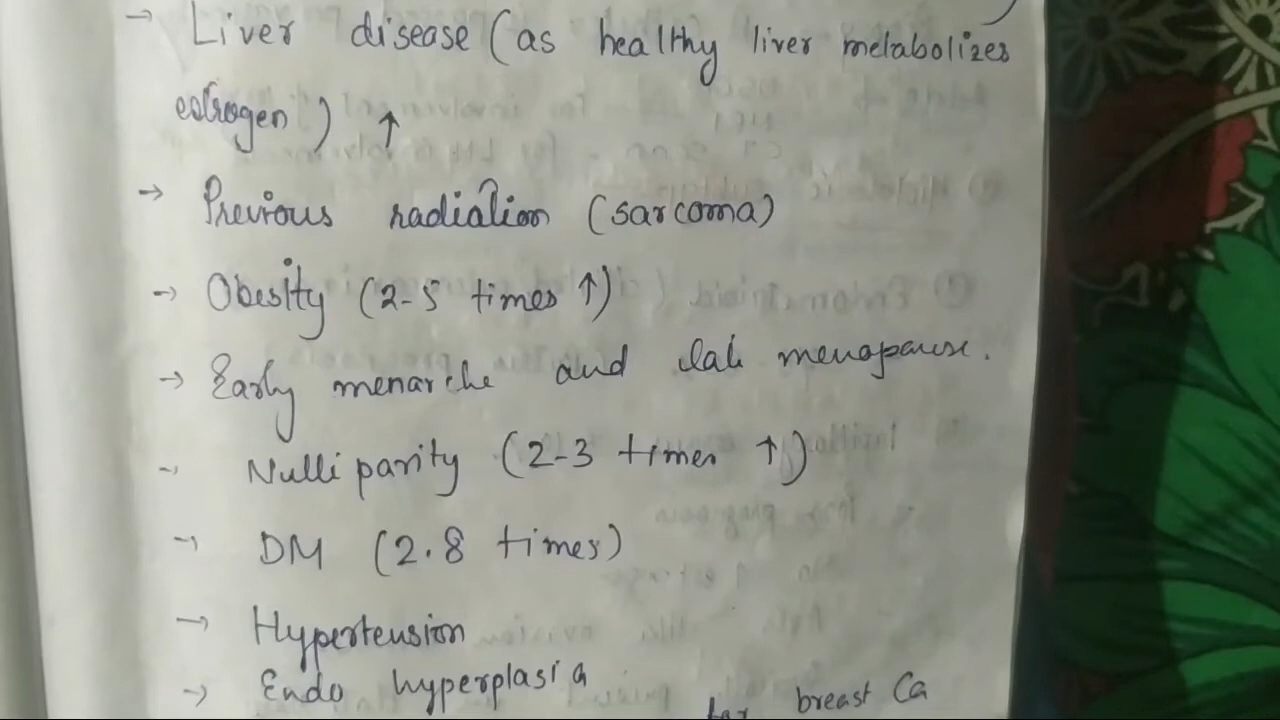 → Liver disease (as healthy liver metabolizes
estrogen) ↑
→ Previous radiation (sarcoma)
→ Obesity (2-5 times ↑)
→ Early menarche and late menopause.
→ Nulliparity (2-3 times ↑)
→ DM (2.8 times)
→ Hypertension
→ Endo hyperplasia
for breast Ca